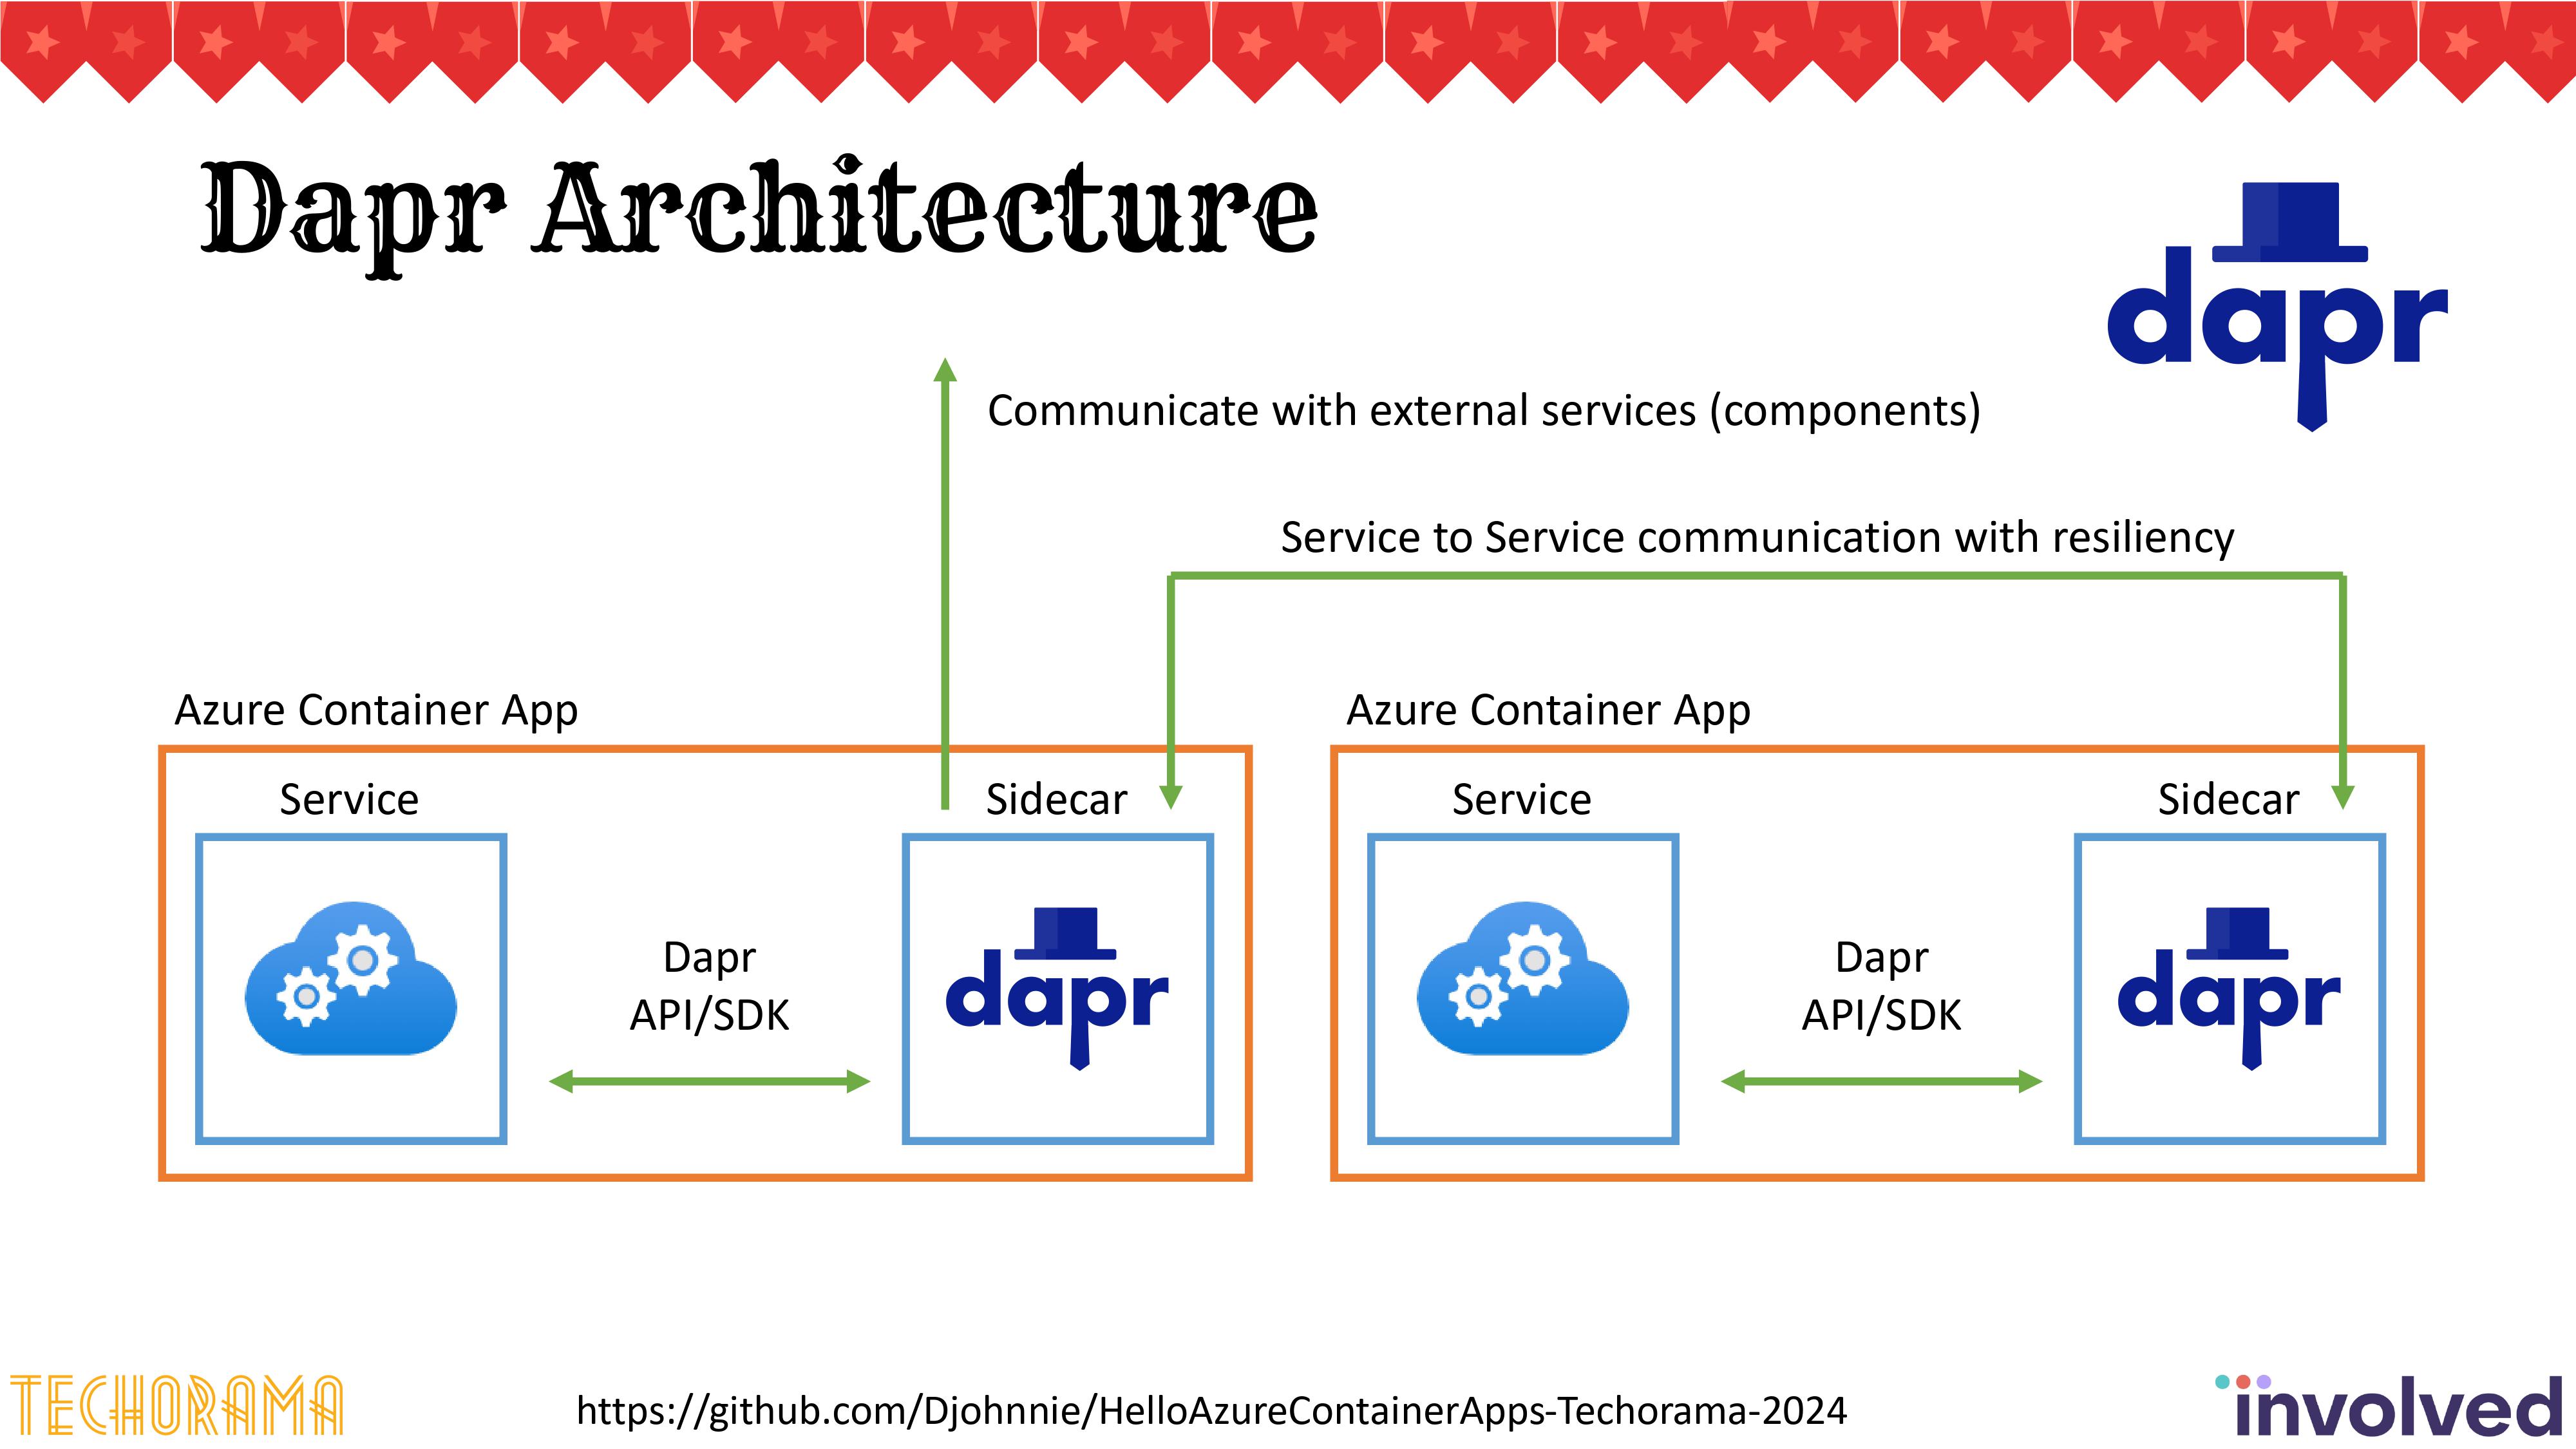 Dapr Architecture
dapr
Communicate with external services (components)
Service to Service communication with resiliency
Azure Container App
Service
Sidecar
Dapr
API/SDK
dapr
Azure Container App
Service
Sidecar
Dapr
API/SDK
dapr
TECHORAMA
https://github.com/Djohnnie/HelloAzureContainerApps-Techorama-2024
involved